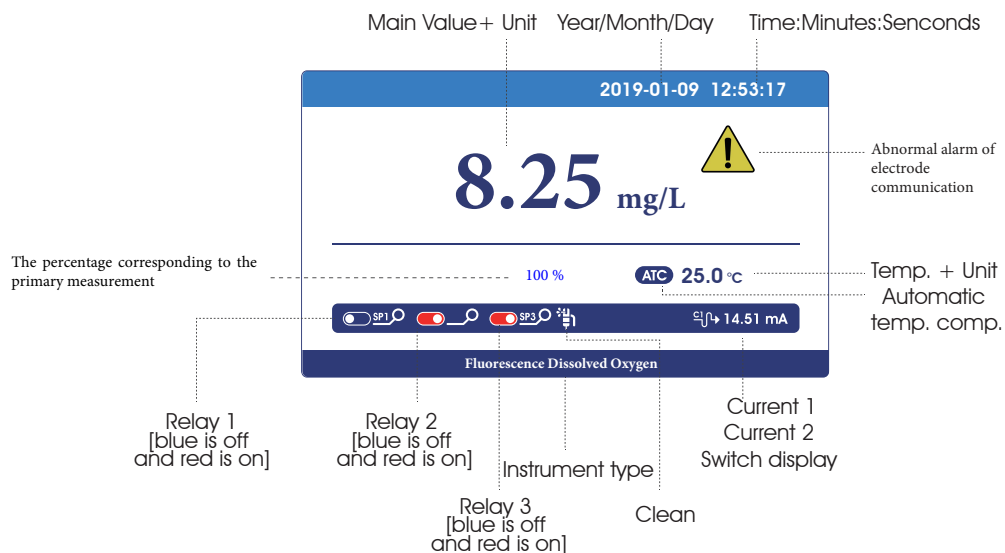 Main Value+ Unit
Year/Month/Day
Time:Minutes:Senconds
2019-01-09 12:53:17
8.25 mg/L
Abnormal alarm of
electrode
communication
The percentage corresponding to the
primary measurement
100 %
ATC 25.0 °C
Temp. + Unit
Automatic
temp. comp.
SP1
SP3
C1
14.51 mA
Fluorescence Dissolved Oxygen
Relay 1
[blue is off
and red is on]
Relay 2
[blue is off
and red is on]
Instrument type
Relay 3
[blue is off
and red is on]
Clean
Current 1
Current 2
Switch display